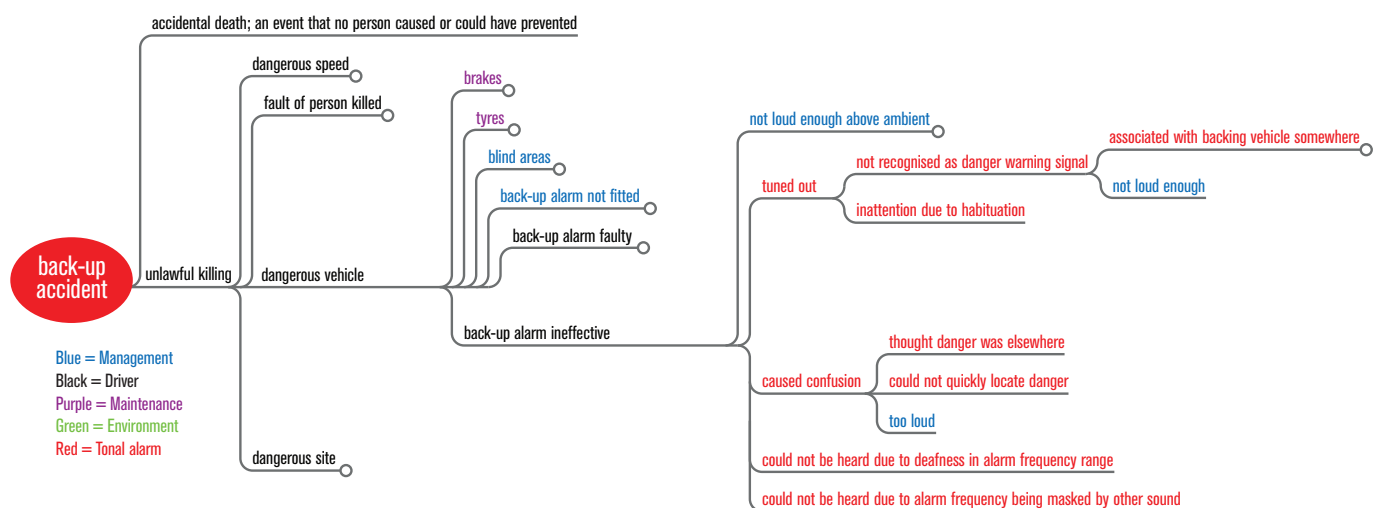 accidental death; an event that no person caused or could have prevented
dangerous speed
fault of person killed
brakes
tyres
blind areas
back-up alarm not fitted
back-up alarm faulty
not loud enough above ambient
associated with backing vehicle somewhere
not recognised as danger warning signal
tuned out
not loud enough
inattention due to habituation
back-up
accident
unlawful killing
dangerous vehicle
back-up alarm ineffective
thought danger was elsewhere
caused confusion
could not quickly locate danger
too loud
Blue = Management
Black = Driver
Purple = Maintenance
Green = Environment
Red = Tonal alarm
dangerous site
could not be heard due to deafness in alarm frequency range
could not be heard due to alarm frequency being masked by other sound